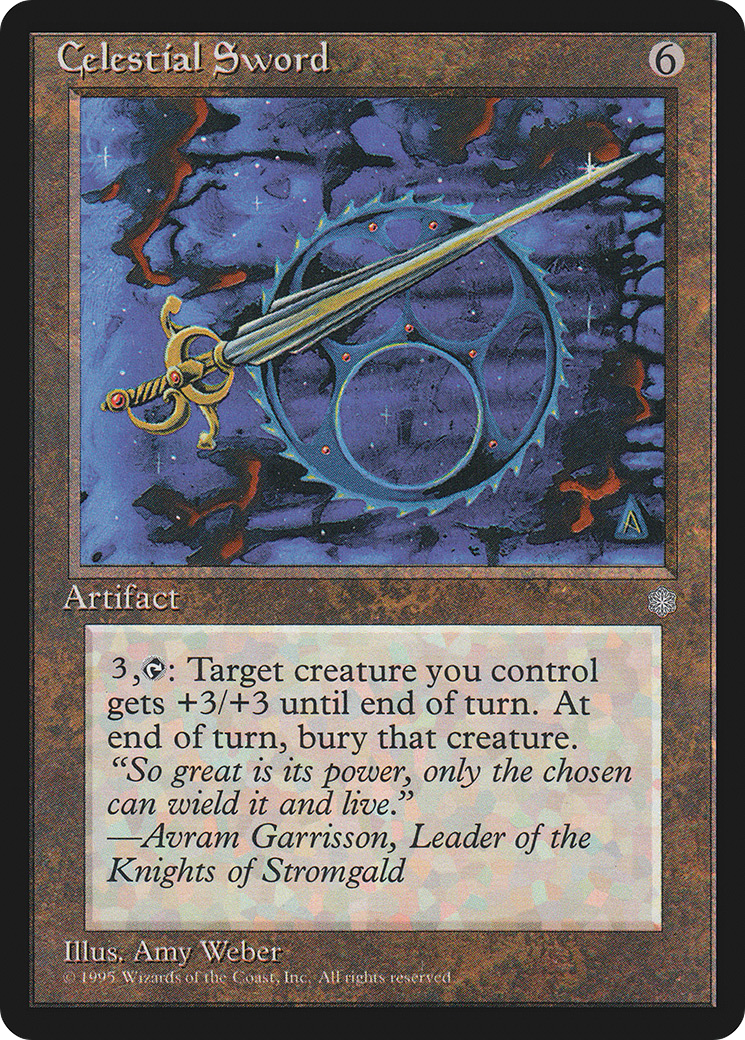 Celestial Sword
6
A
Artifact
3, T: Target creature you control
gets +3/+3 until end of turn. At
end of turn, bury that creature.
“So great is its power, only the chosen
can wield it and live.”
—Avram Garrisson, Leader of the
Knights of Stromgald
Illus. Amy Weber
© 1995 Wizards of the Coast, Inc. All rights reserved